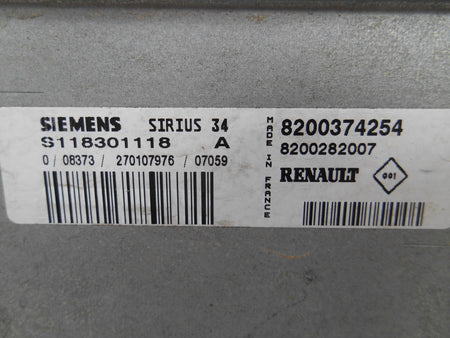 SIEMENS SIRIUS 34
S118301118 A
0 / 08373 / 270107976 / 07059
MADE IN FRANCE
8200374254
8200282007
RENAULT 001